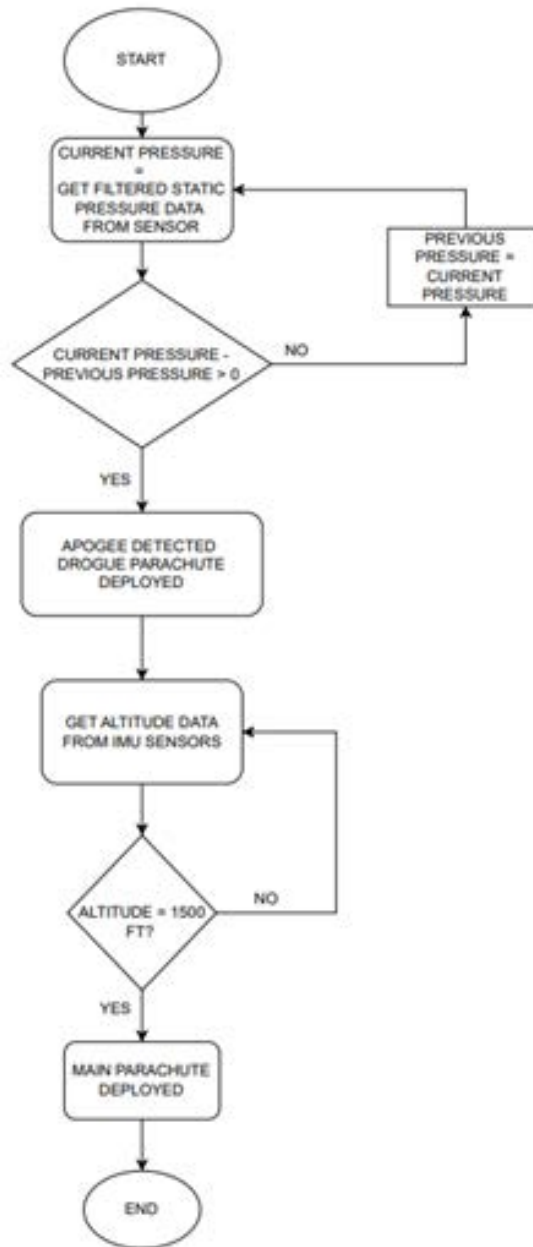 START
CURRENT PRESSURE
=
GET FILTERED STATIC
PRESSURE DATA
FROM SENSOR
PREVIOUS
PRESSURE =
CURRENT
PRESSURE
CURRENT PRESSURE -
PREVIOUS PRESSURE > 0
NO
YES
APOGEE DETECTED
DROGUE PARACHUTE
DEPLOYED
GET ALTITUDE DATA
FROM IMU SENSORS
ALTITUDE = 1500
FT?
NO
YES
MAIN PARACHUTE
DEPLOYED
END